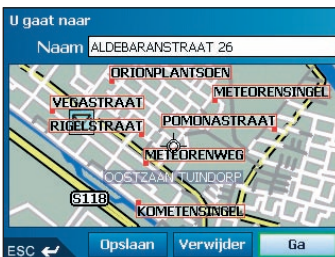 U gaat naar
Naam ALDEBARANSTRAAT 26
ORIONPLANTSOEN
METEORENSINGEL
VEGASTRAAT
RIGELSTRAAT
POMONASTRAAT
METEORENWEG
OOSTZAAN TUINDORP
S118
KOMETENSINGEL
ESC Opslaan Verwijder Ga